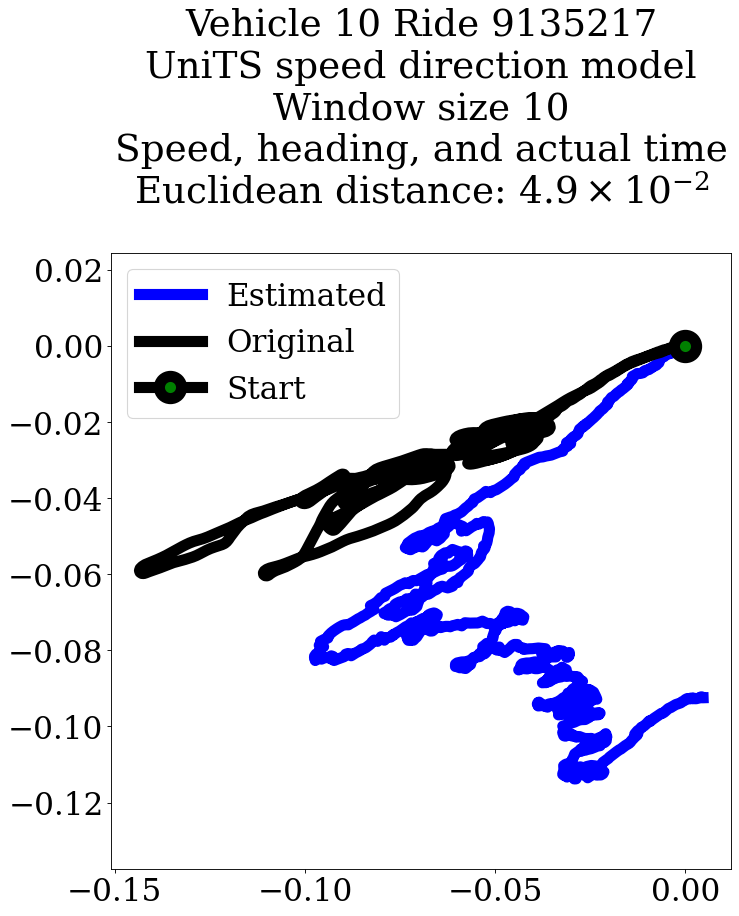 Vehicle 10 Ride 9135217
UniTS speed direction model
Window size 10
Speed, heading, and actual time
Euclidean distance: 4.9 × 10⁻²
0.02
Estimated
0.00
Original
Start
−0.02
−0.04
−0.06
−0.08
−0.10
−0.12
−0.15 −0.10 −0.05 0.00